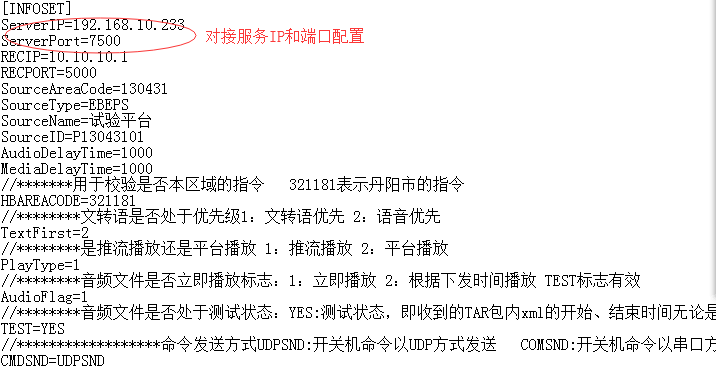 [INFOSET]
ServerIP=192.168.10.233
ServerPort=7500
对接服务IP和端口配置
RECIP=10.10.10.1
RECPORT=5000
SourceAreaCode=130431
SourceType=EBEPS
SourceName=试验平台
SourceID=P13043101
AudioDelayTime=1000
MediaDelayTime=1000
//*******用于校验是否本区域的指令   321181表示丹阳市的指令
HBAREACODE=321181
//********文转语是否处于优先级1：文转语优先 2：语音优先
TextFirst=2
//********是推流播放还是平台播放 1：推流播放 2：平台播放
PlayType=1
//********音频文件是否立即播放标志：1：立即播放 2：根据下发时间播放 TEST标志有效
AudioFlag=1
//********音频文件是否处于测试状态：YES:测试状态，即收到的TAR包内xml的开始、结束时间无论是
TEST=YES
//******************命令发送方式UDPSND:开关机命令以UDP方式发送   COMSND:开关机命令以串口方
CMDSND=UDPSND